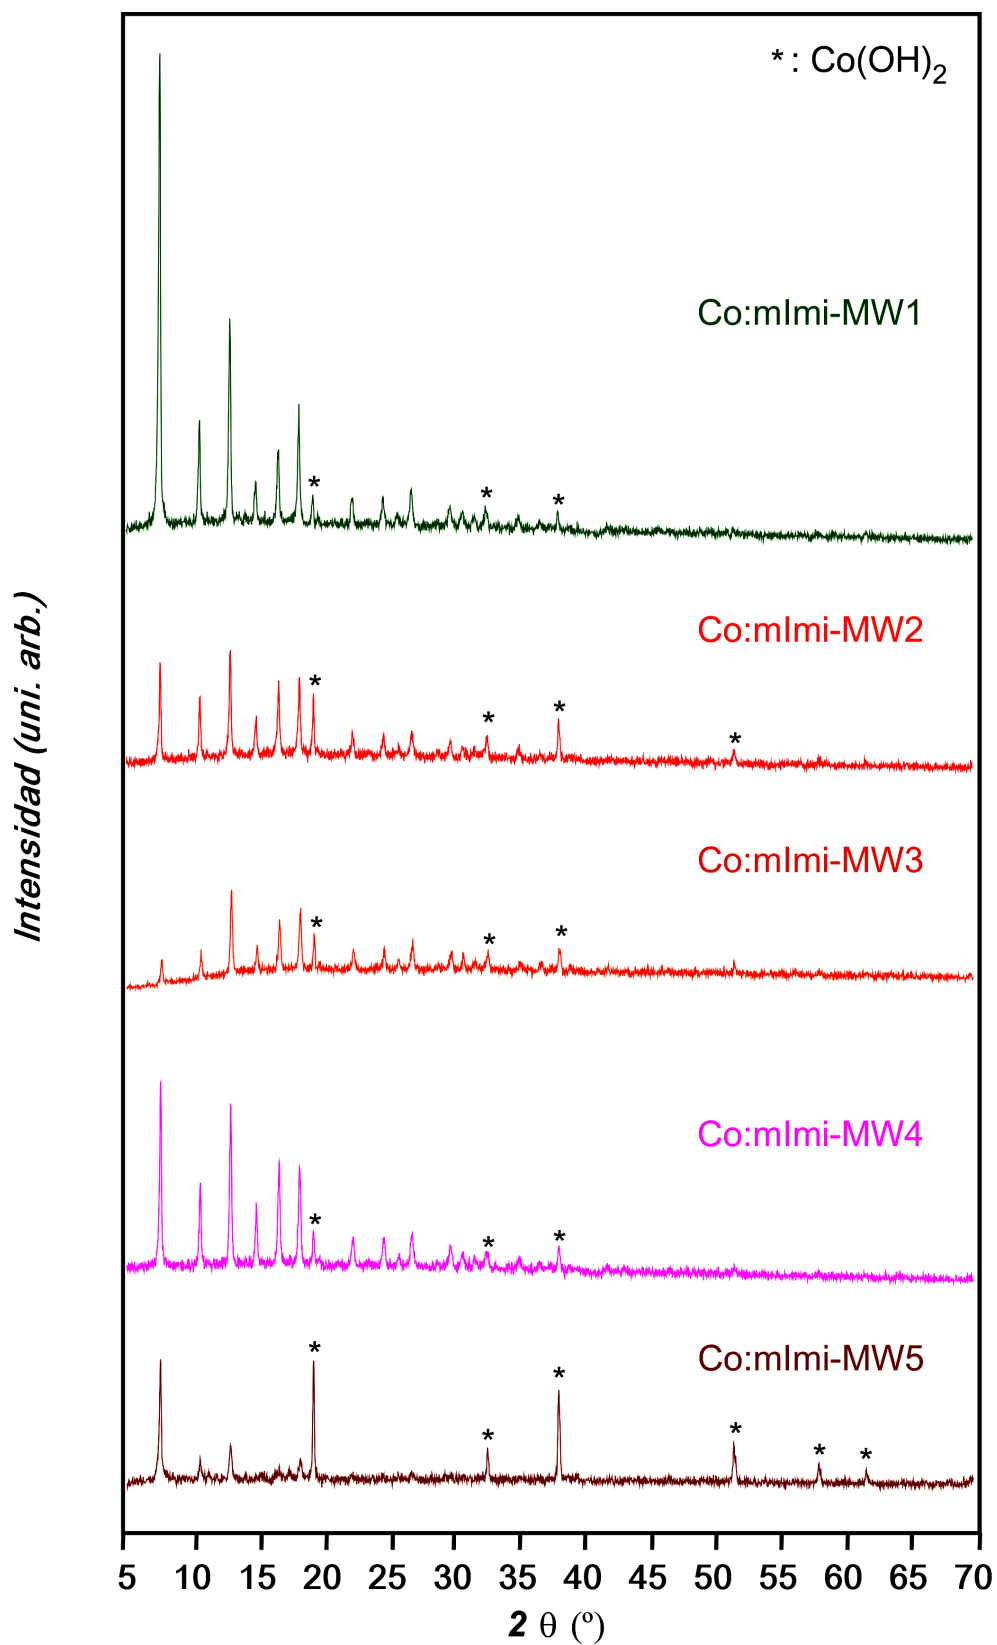 * : Co(OH)2
Co:mImi-MW1
*
*
*
Co:mImi-MW2
*
*
*
*
Co:mImi-MW3
*
*
*
Co:mImi-MW4
*
*
*
Co:mImi-MW5
*
*
*
*
*
*
Intensidad (uni. arb.)
5 10 15 20 25 30 35 40 45 50 55 60 65 70
2 θ (º)